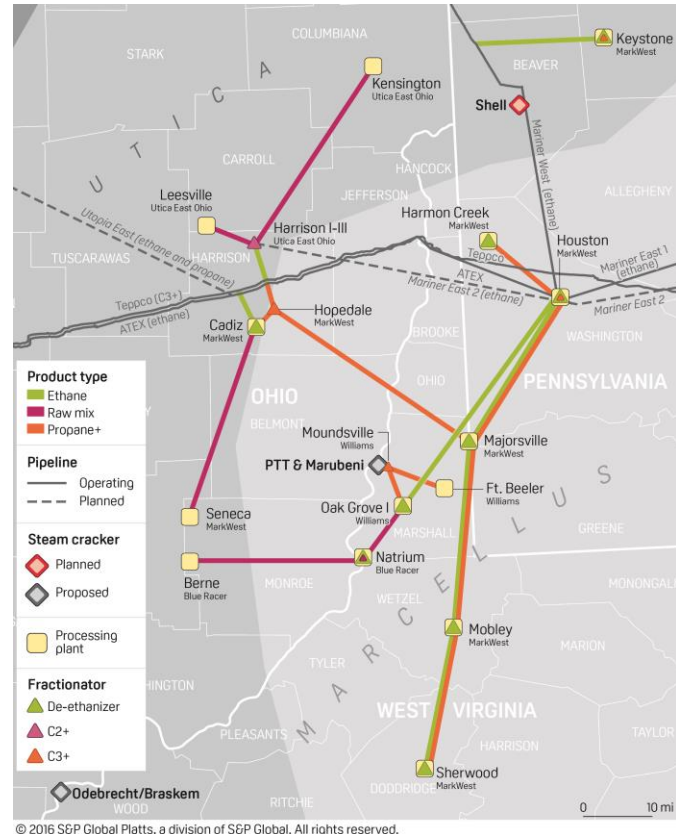 STARK
COLUMBIANA
Keystone
MarkWest
BEAVER
Kensington
Utica East Ohio
Shell
UTICA
CARROLL
HANCOCK
Mariner West (ethane)
ALLEGHENY
JEFFERSON
Leesville
Utica East Ohio
Harmon Creek
MarkWest
Harrison I-III
Utica East Ohio
Houston
MarkWest
Utopia East (ethane and propane)
HARRISON
TUSCARAWAS
Teppco
ATEX
Mariner East 1
(ethane)
Mariner East 2 (ethane)
Mariner East 2
Teppco (C3+)
ATEX (ethane)
Hopedale
MarkWest
Cadiz
MarkWest
BROOKE
WASHINGTON
Product type
Ethane
Raw mix
Propane+
OHIO
OHIO
PENNSYLVANIA
BELMONT
Pipeline
Operating
Planned
Moundsville
Williams
Majorsville
MarkWest
PTT & Marubeni
Ft. Beeler
Williams
Oak Grove I
Williams
Seneca
MarkWest
MARSHALL
GREENE
Steam cracker
Planned
Proposed
Natrium
Blue Racer
Berne
Blue Racer
MONROE
MARCELLUS
WETZEL
MONONGALI
Processing
plant
Mobley
MarkWest
MARION
TYLER
Fractionator
De-ethanizer
C2+
C3+
HINGTON
WEST VIRGINIA
PLEASANTS
TAYLOR
HARRISON
Sherwood
MarkWest
DODDRIDGE
Odebrecht/Braskem
WOOD
RITCHIE
0 10 mi
© 2016 S&P Global Platts, a division of S&P Global. All rights reserved.